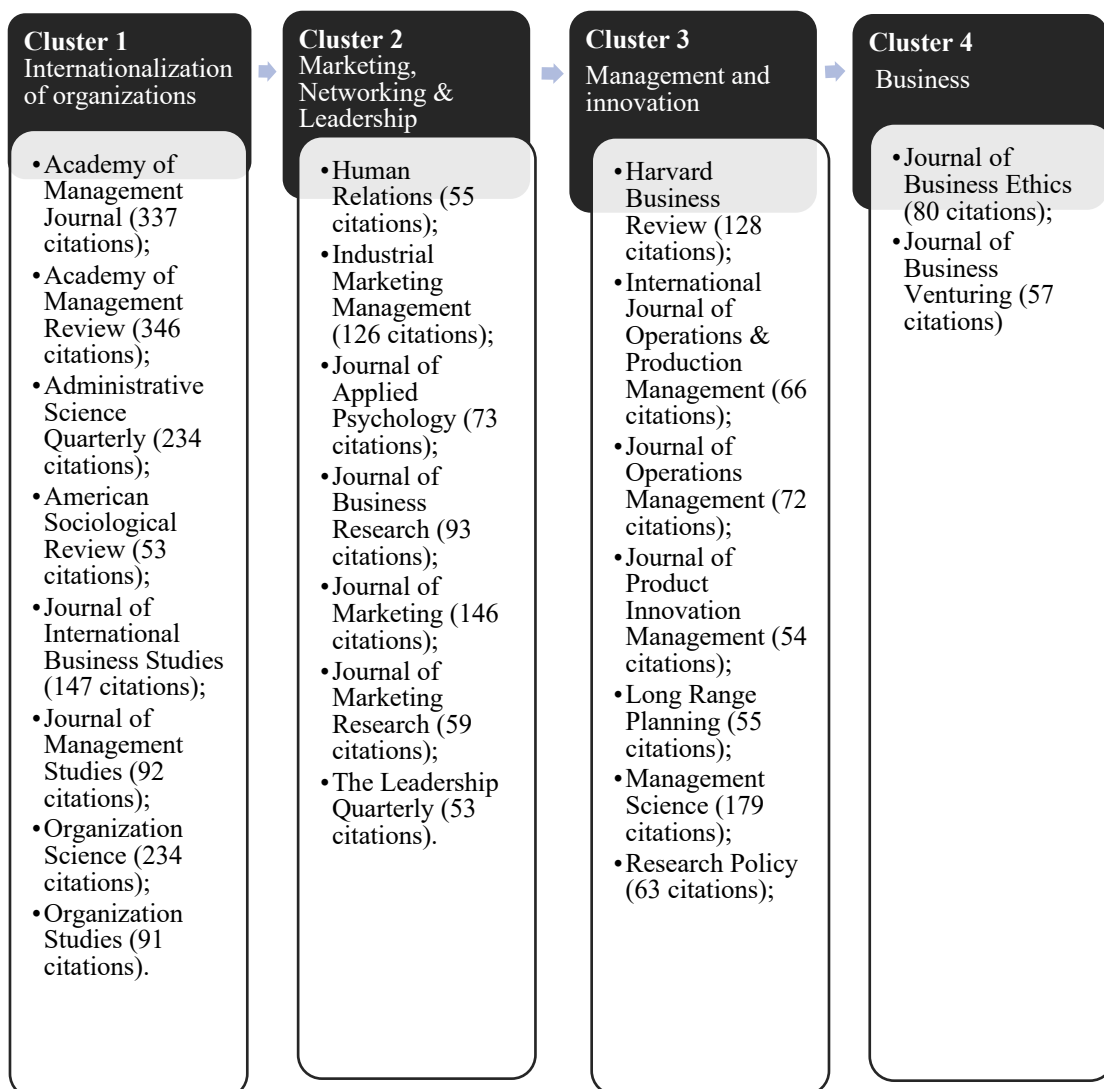 Cluster 1
Internationalization
of organizations
•Academy of
Management
Journal (337
citations);
•Academy of
Management
Review (346
citations);
•Administrative
Science
Quarterly (234
citations);
•American
Sociological
Review (53
citations);
•Journal of
International
Business Studies
(147 citations);
•Journal of
Management
Studies (92
citations);
•Organization
Science (234
citations);
•Organization
Studies (91
citations).
Cluster 2
Marketing,
Networking &
Leadership
•Human
Relations (55
citations);
•Industrial
Marketing
Management
(126 citations);
•Journal of
Applied
Psychology (73
citations);
•Journal of
Business
Research (93
citations);
•Journal of
Marketing (146
citations);
•Journal of
Marketing
Research (59
citations);
•The Leadership
Quarterly (53
citations).
Cluster 3
Management and
innovation
•Harvard
Business
Review (128
citations);
•International
Journal of
Operations &
Production
Management (66
citations);
•Journal of
Operations
Management (72
citations);
•Journal of
Product
Innovation
Management (54
citations);
•Long Range
Planning (55
citations);
•Management
Science (179
citations);
•Research Policy
(63 citations);
Cluster 4
Business
•Journal of
Business Ethics
(80 citations);
•Journal of
Business
Venturing (57
citations)